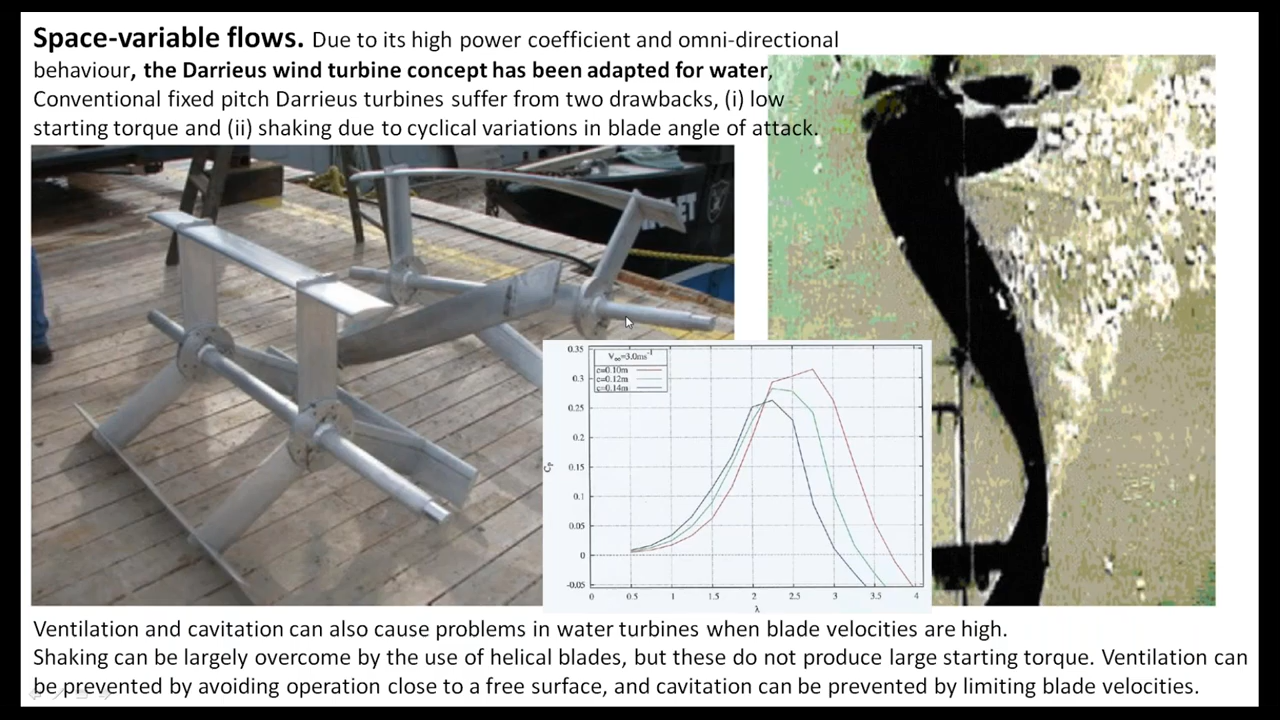 Space-variable flows. Due to its high power coefficient and omni-directional
behaviour, the Darrieus wind turbine concept has been adapted for water,
Conventional fixed pitch Darrieus turbines suffer from two drawbacks, (i) low
starting torque and (ii) shaking due to cyclical variations in blade angle of attack.
V∞=3.0ms⁻¹
c=0.10m
c=0.12m
c=0.14m
0.35
0.3
0.25
0.2
0.15
0.1
0.05
0
-0.05
Cp
0 0.5 1 1.5 2 2.5 3 3.5 4
λ
Ventilation and cavitation can also cause problems in water turbines when blade velocities are high.
Shaking can be largely overcome by the use of helical blades, but these do not produce large starting torque. Ventilation can
be prevented by avoiding operation close to a free surface, and cavitation can be prevented by limiting blade velocities.